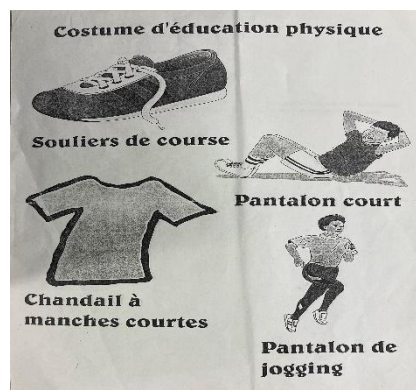 Costume d'éducation physique
Souliers de course
Pantalon court
Chandail à
manches courtes
Pantalon de
jogging